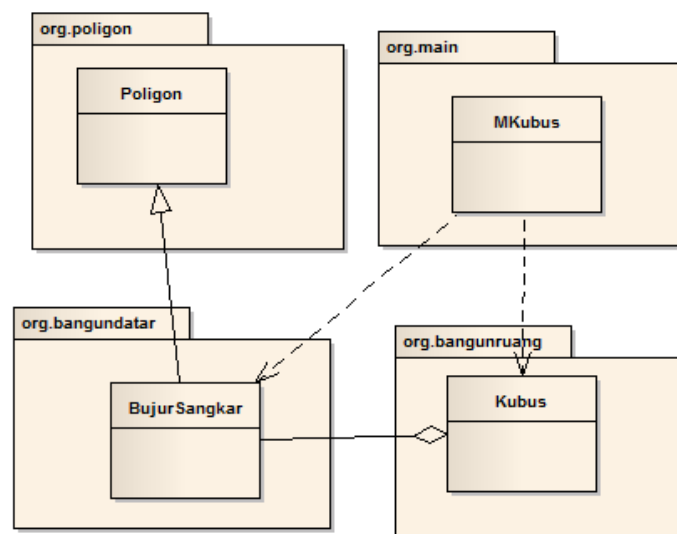 org.poligon
Poligon
org.main
MKubus
org.bangundatar
BujurSangkar
org.bangunruang
Kubus